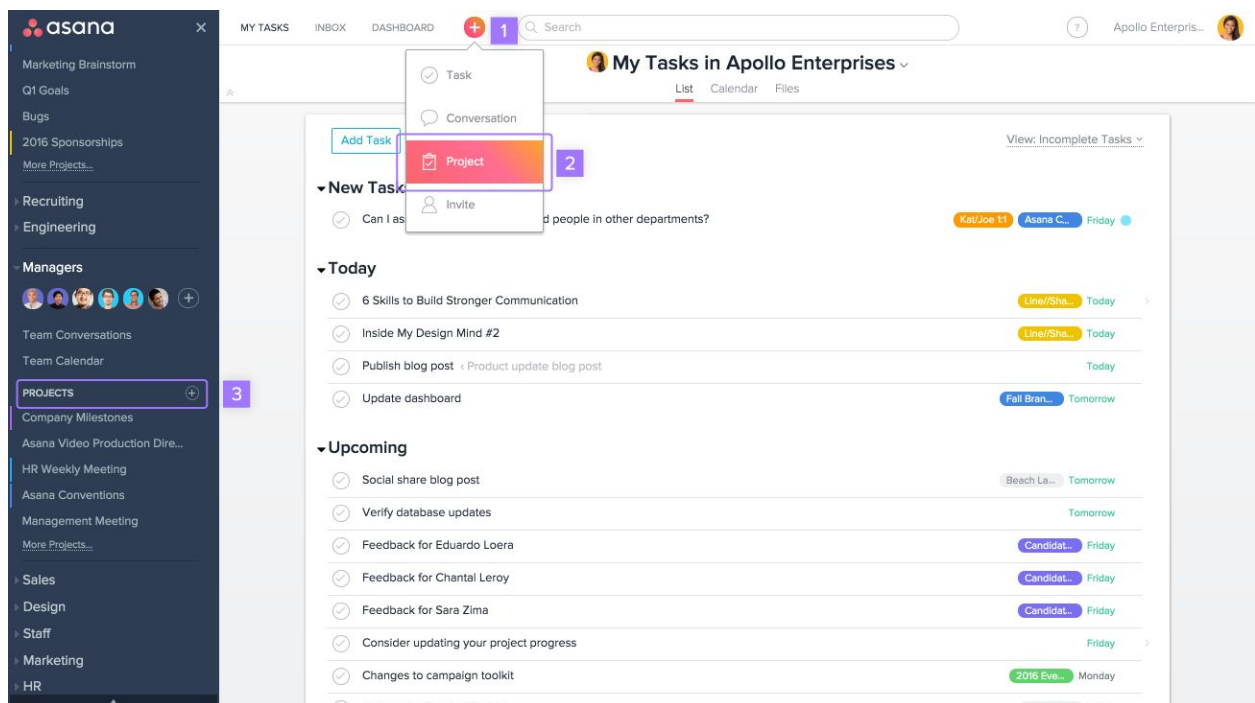 asana ×
MY TASKS INBOX DASHBOARD + 1 Search ? Apollo Enterpris...
Marketing Brainstorm
Q1 Goals
Bugs
2016 Sponsorships
More Projects...
Recruiting
Engineering
Managers
Team Conversations
Team Calendar
PROJECTS + 3
Company Milestones
Asana Video Production Dire...
HR Weekly Meeting
Asana Conventions
Management Meeting
More Projects...
Sales
Design
Staff
Marketing
HR
My Tasks in Apollo Enterprises
List Calendar Files
Task
Conversation
Project 2
Invite
Add Task View: Incomplete Tasks
New Task
Can I as d people in other departments? Kat/Joe 1:1 Asana C... Friday
Today
6 Skills to Build Stronger Communication Line//Sha... Today
Inside My Design Mind #2 Line//Sha... Today
Publish blog post ‹ Product update blog post Today
Update dashboard Fall Bran... Tomorrow
Upcoming
Social share blog post Beach La... Tomorrow
Verify database updates Tomorrow
Feedback for Eduardo Loera Candidat... Friday
Feedback for Chantal Leroy Candidat... Friday
Feedback for Sara Zima Candidat... Friday
Consider updating your project progress Friday
Changes to campaign toolkit 2016 Eve... Monday